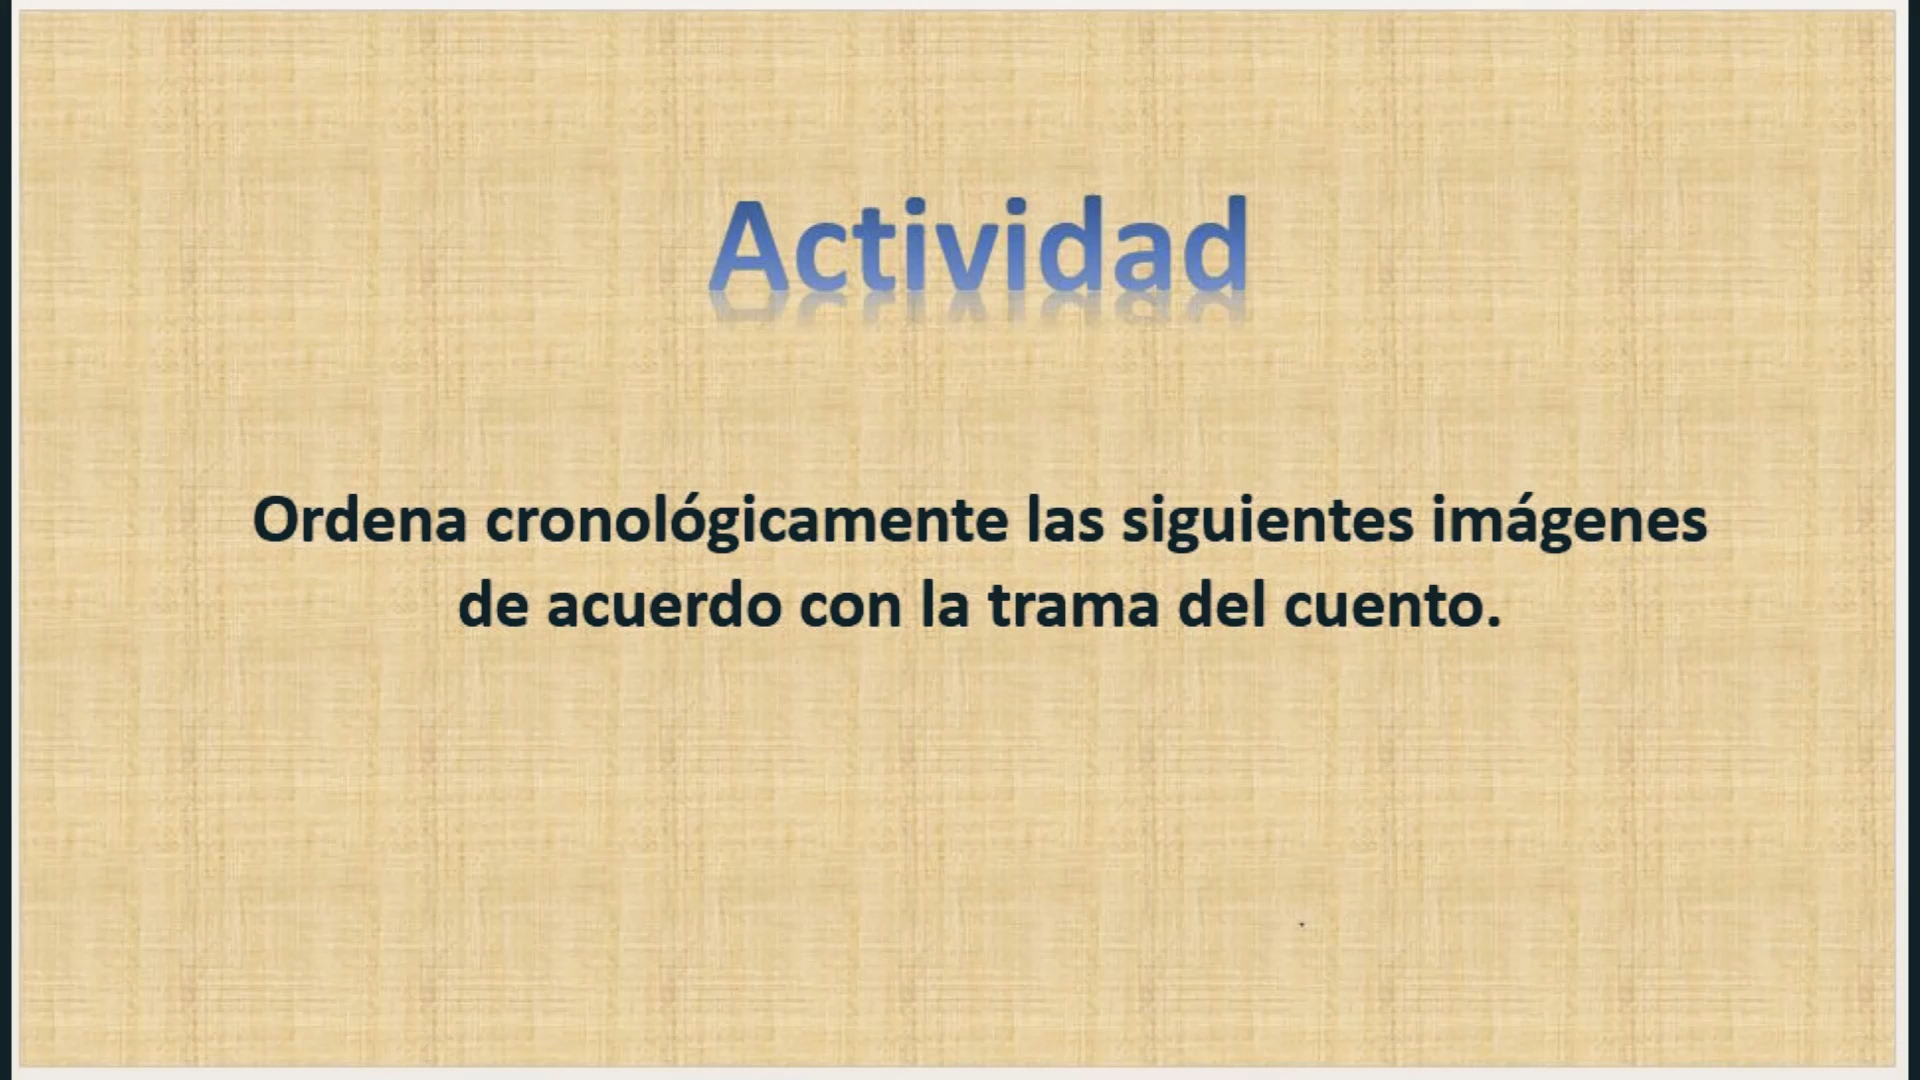 Actividad
Ordena cronológicamente las siguientes imágenes
de acuerdo con la trama del cuento.